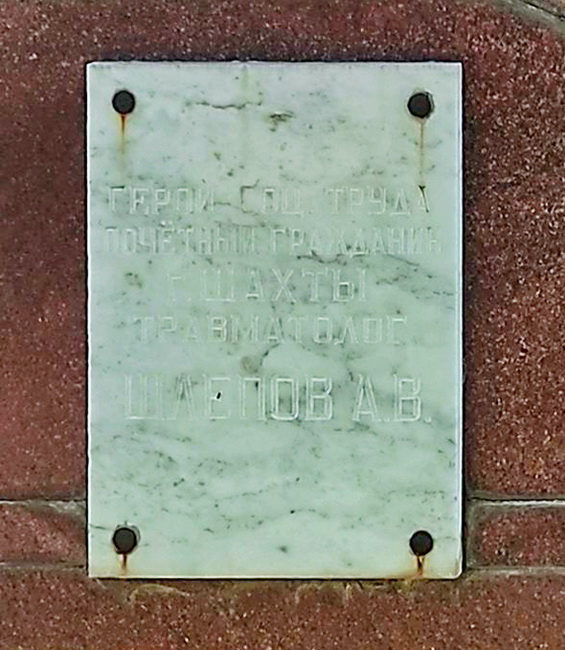 ГЕРОЙ СОЦ. ТРУДА
ПОЧЁТНЫЙ ГРАЖДАНИН
г. ШАХТЫ
ТРАВМАТОЛОГ
ШЛЕПОВ А.В.